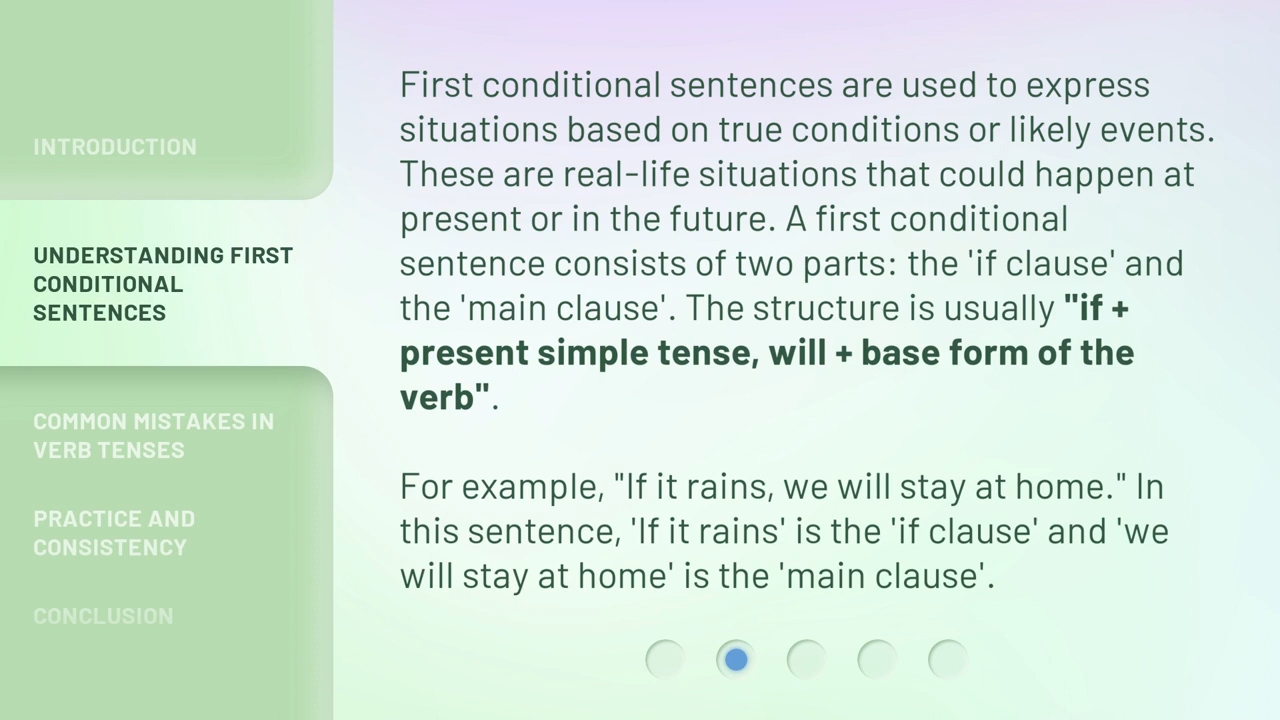 INTRODUCTION
UNDERSTANDING FIRST
CONDITIONAL
SENTENCES
COMMON MISTAKES IN
VERB TENSES
PRACTICE AND
CONSISTENCY
CONCLUSION
First conditional sentences are used to express
situations based on true conditions or likely events.
These are real-life situations that could happen at
present or in the future. A first conditional
sentence consists of two parts: the 'if clause' and
the 'main clause'. The structure is usually "if +
present simple tense, will + base form of the
verb".
For example, "If it rains, we will stay at home." In
this sentence, 'If it rains' is the 'if clause' and 'we
will stay at home' is the 'main clause'.